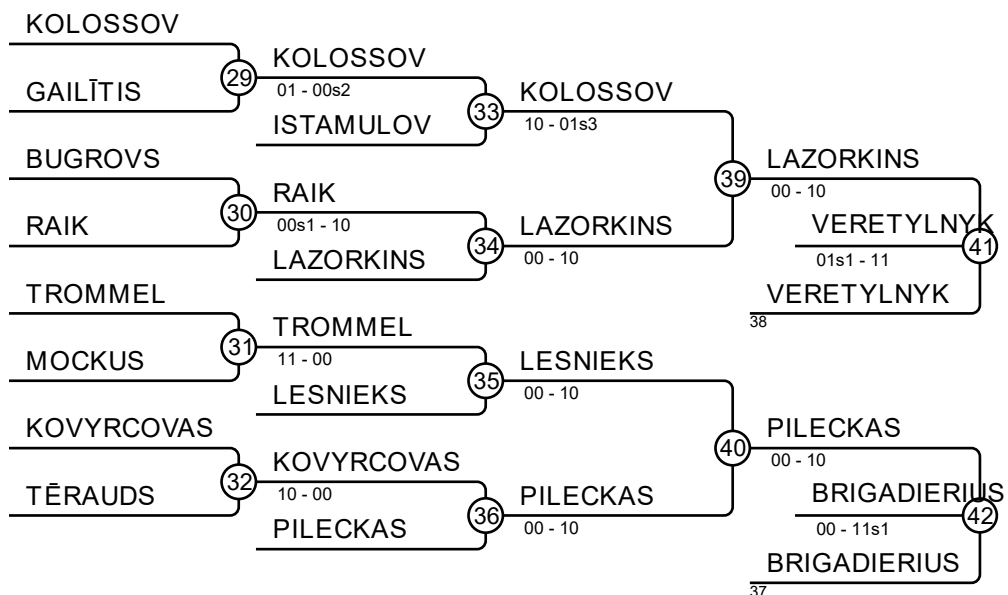 KOLOSSOV
GAILĪTIS
29
KOLOSSOV
01 - 00s2
ISTAMULOV
33
KOLOSSOV
10 - 01s3
BUGROVS
RAIK
30
RAIK
00s1 - 10
LAZORKINS
34
LAZORKINS
00 - 10
39
LAZORKINS
00 - 10
VERETYLNYK
01s1 - 11
41
VERETYLNYK
38
TROMMEL
MOCKUS
31
TROMMEL
11 - 00
LESNIEKS
35
LESNIEKS
00 - 10
KOVYRCOVAS
TĒRAUDS
32
KOVYRCOVAS
10 - 00
PILECKAS
36
PILECKAS
00 - 10
40
PILECKAS
00 - 10
BRIGADIERIUS
00 - 11s1
42
BRIGADIERIUS
37